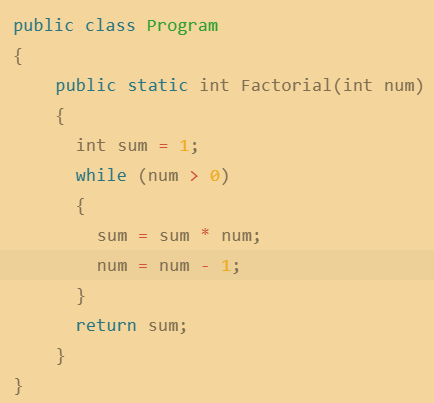 public class Program
{
    public static int Factorial(int num)
    {
      int sum = 1;
      while (num > 0)
      {
        sum = sum * num;
        num = num - 1;
      }
      return sum;
    }
}